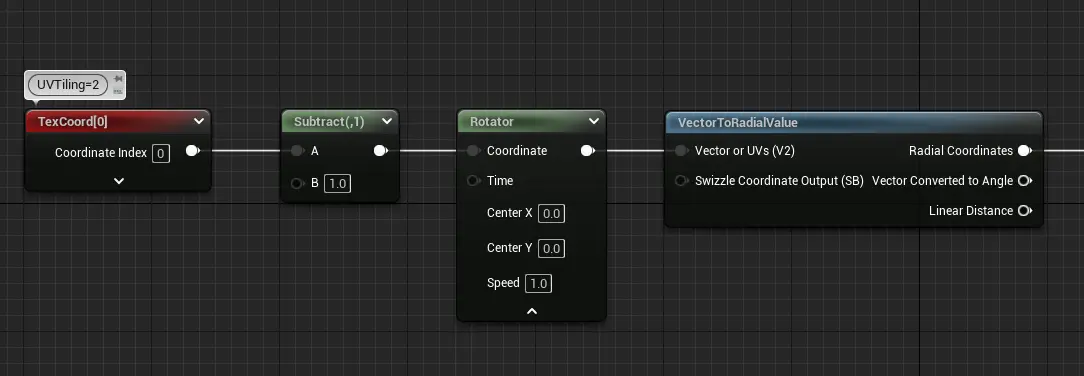 UVTiling=2
TexCoord[0]
Coordinate Index 0
Subtract(,1)
A
B 1.0
Rotator
Coordinate
Time
Center X 0.0
Center Y 0.0
Speed 1.0
VectorToRadialValue
Vector or UVs (V2) Radial Coordinates
Swizzle Coordinate Output (SB) Vector Converted to Angle
Linear Distance